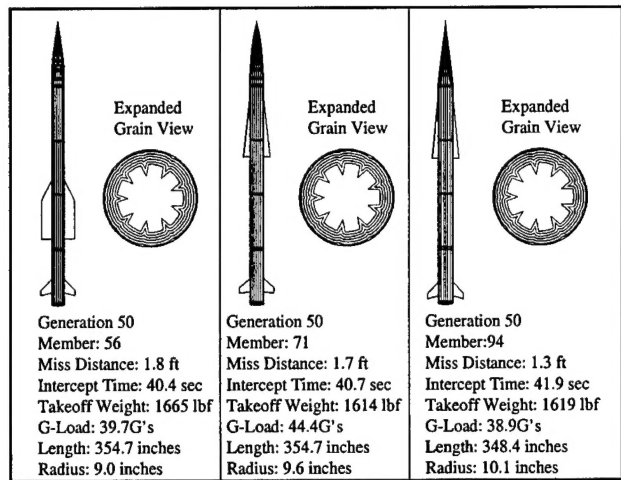 Expanded
Grain View
Generation 50
Member: 56
Miss Distance: 1.8 ft
Intercept Time: 40.4 sec
Takeoff Weight: 1665 lbf
G-Load: 39.7G's
Length: 354.7 inches
Radius: 9.0 inches
Expanded
Grain View
Generation 50
Member: 71
Miss Distance: 1.7 ft
Intercept Time: 40.7 sec
Takeoff Weight: 1614 lbf
G-Load: 44.4G's
Length: 354.7 inches
Radius: 9.6 inches
Expanded
Grain View
Generation 50
Member:94
Miss Distance: 1.3 ft
Intercept Time: 41.9 sec
Takeoff Weight: 1619 lbf
G-Load: 38.9G's
Length: 348.4 inches
Radius: 10.1 inches